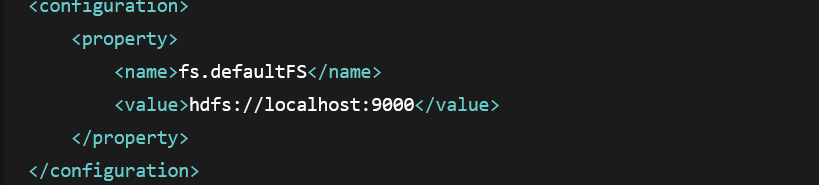 <configuration>
<property>
<name>fs.defaultFS</name>
<value>hdfs://localhost:9000</value>
</property>
</configuration>